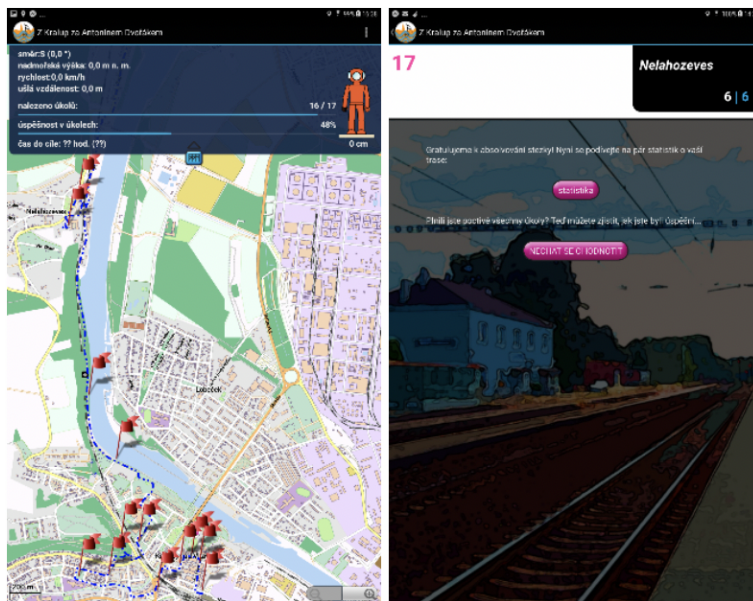 Z Kralup za Antonínem Dvořákem
směr:S (0,0 °)
nadmořská výška: 0,0 m n. m.
rychlost:0,0 km/h
ušlá vzdálenost: 0,0 m
nalezeno úkolů: 16 / 17
úspěšnost v úkolech: 48%
čas do cíle: ?? hod. (??) 0 cm
Nelahozeves
Lobeček
200 m
Z Kralup za Antonínem Dvořákem
17
Nelahozeves
6 | 6
Gratulujeme k absolvování stezky! Nyní se podívejte na pár statistik o vaší
trase:
statistika
Plnili jste poctivě všechny úkoly? Teď můžete zjistit, jak jste byli úspěšní...
NECHAT SE OHODNOTIT